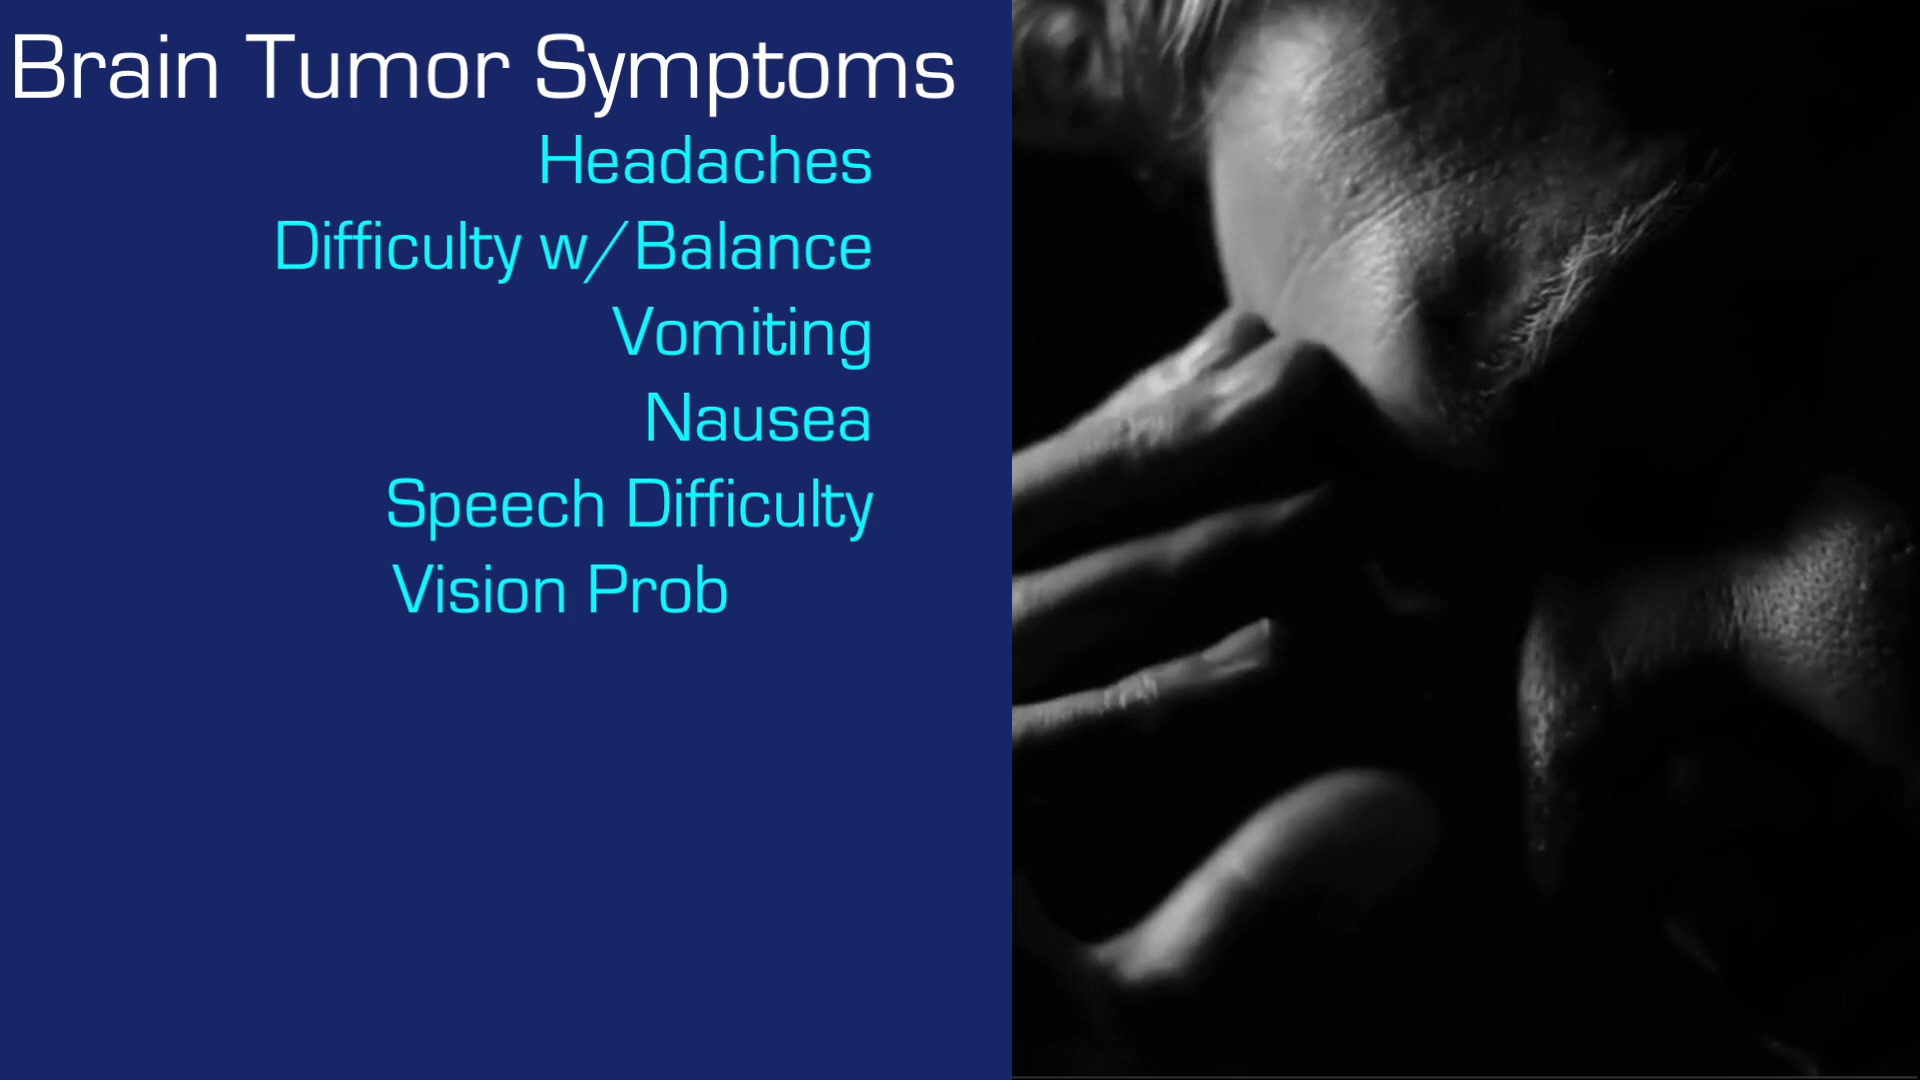 Brain Tumor Symptoms
Headaches
Difficulty w/Balance
Vomiting
Nausea
Speech Difficulty
Vision Prob